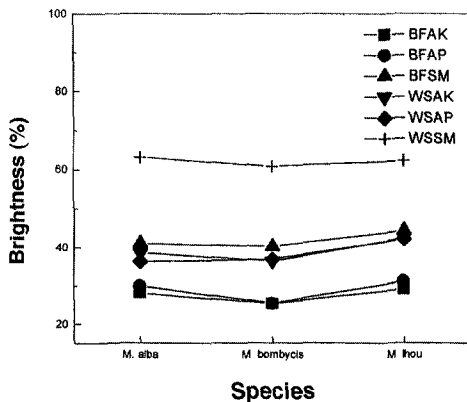 100
80
60
40
20
Brightness (%)
BFAK
BFAP
BFSM
WSAK
WSAP
WSSM
M. alba
M. bombycis
M. lhou
Species